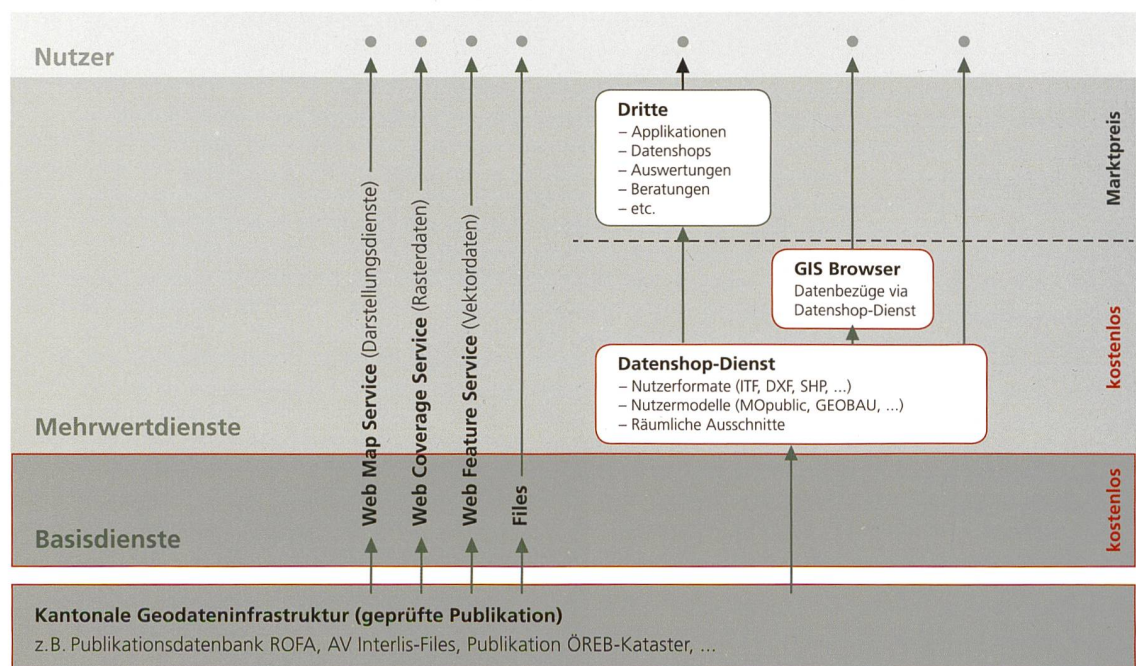 Nutzer
Dritte
– Applikationen
– Datenshops
– Auswertungen
– Beratungen
– etc.
Marktpreis
GIS Browser
Datenbezüge via
Datenshop-Dienst
Datenshop-Dienst
– Nutzerformate (ITF, DXF, SHP, ...)
– Nutzermodelle (MOpublic, GEOBAU, ...)
– Räumliche Ausschnitte
kostenlos
Mehrwertdienste
Web Map Service (Darstellungsdienste)
Web Coverage Service (Rasterdaten)
Web Feature Service (Vektordaten)
Files
Basisdienste
kostenlos
Kantonale Geodateninfrastruktur (geprüfte Publikation)
z.B. Publikationsdatenbank ROFA, AV Interlis-Files, Publikation ÖREB-Kataster, ...